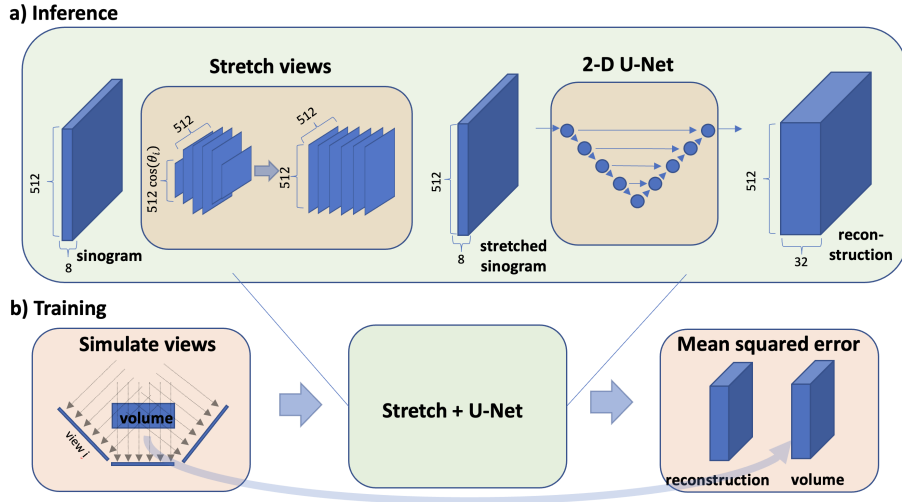 a) Inference
Stretch views
2-D U-Net
512
8
sinogram
512 cos(θᵢ)
512
512
512
512
8
stretched
sinogram
512
32
recon-
struction
b) Training
Simulate views
volume
view i
Stretch + U-Net
Mean squared error
reconstruction
volume